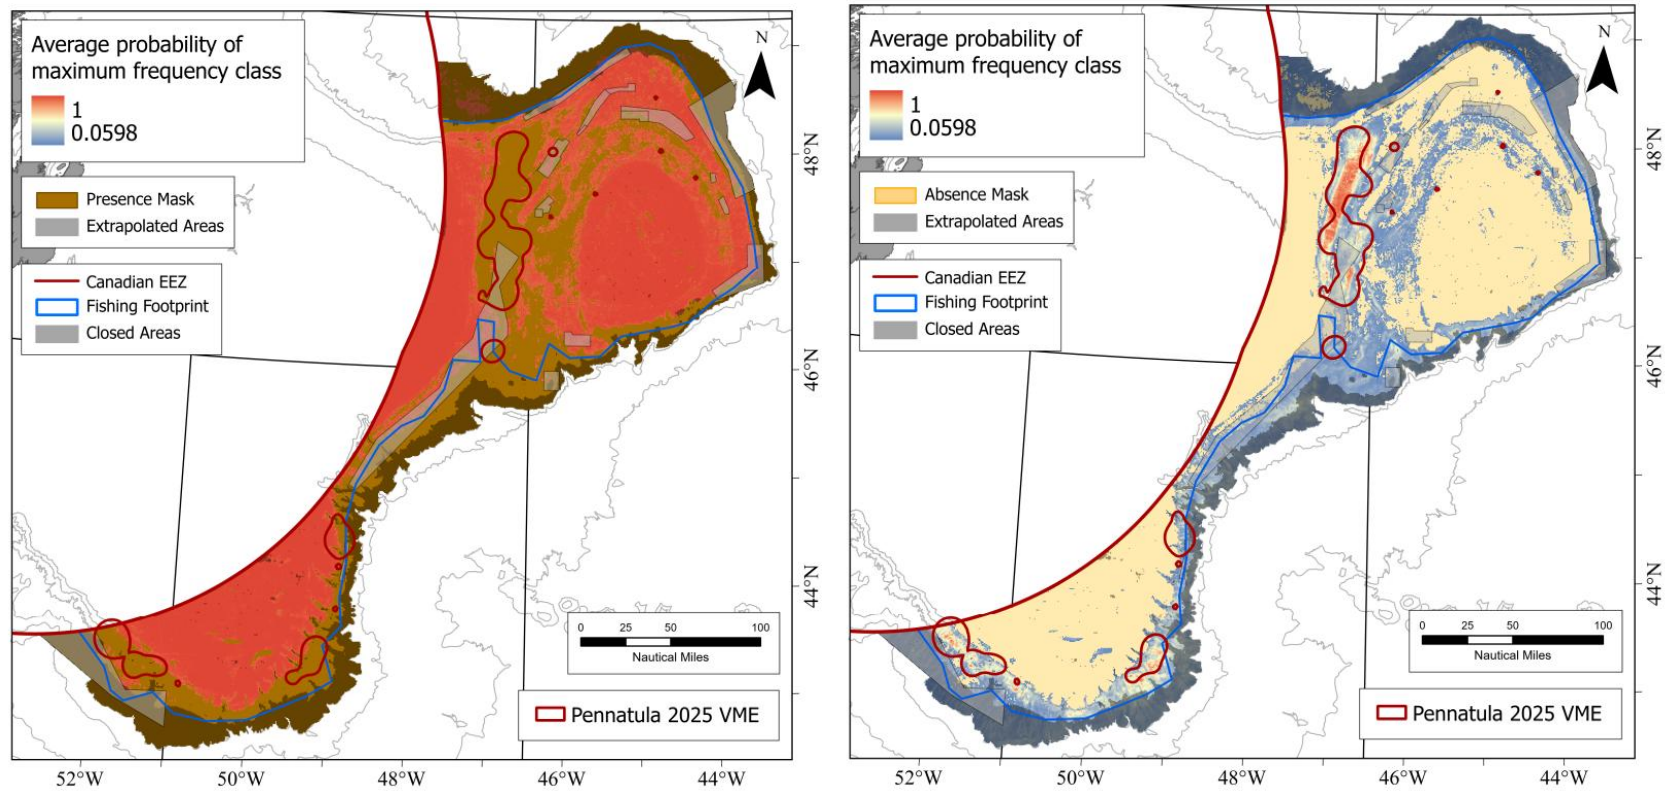 Average probability of
maximum frequency class
1
0.0598
Presence Mask
Extrapolated Areas
Canadian EEZ
Fishing Footprint
Closed Areas
N
48°N
46°N
44°N
0 25 50 100
Nautical Miles
Pennatula 2025 VME
52°W 50°W 48°W 46°W 44°W
Average probability of
maximum frequency class
1
0.0598
Absence Mask
Extrapolated Areas
Canadian EEZ
Fishing Footprint
Closed Areas
N
48°N
46°N
44°N
0 25 50 100
Nautical Miles
Pennatula 2025 VME
52°W 50°W 48°W 46°W 44°W